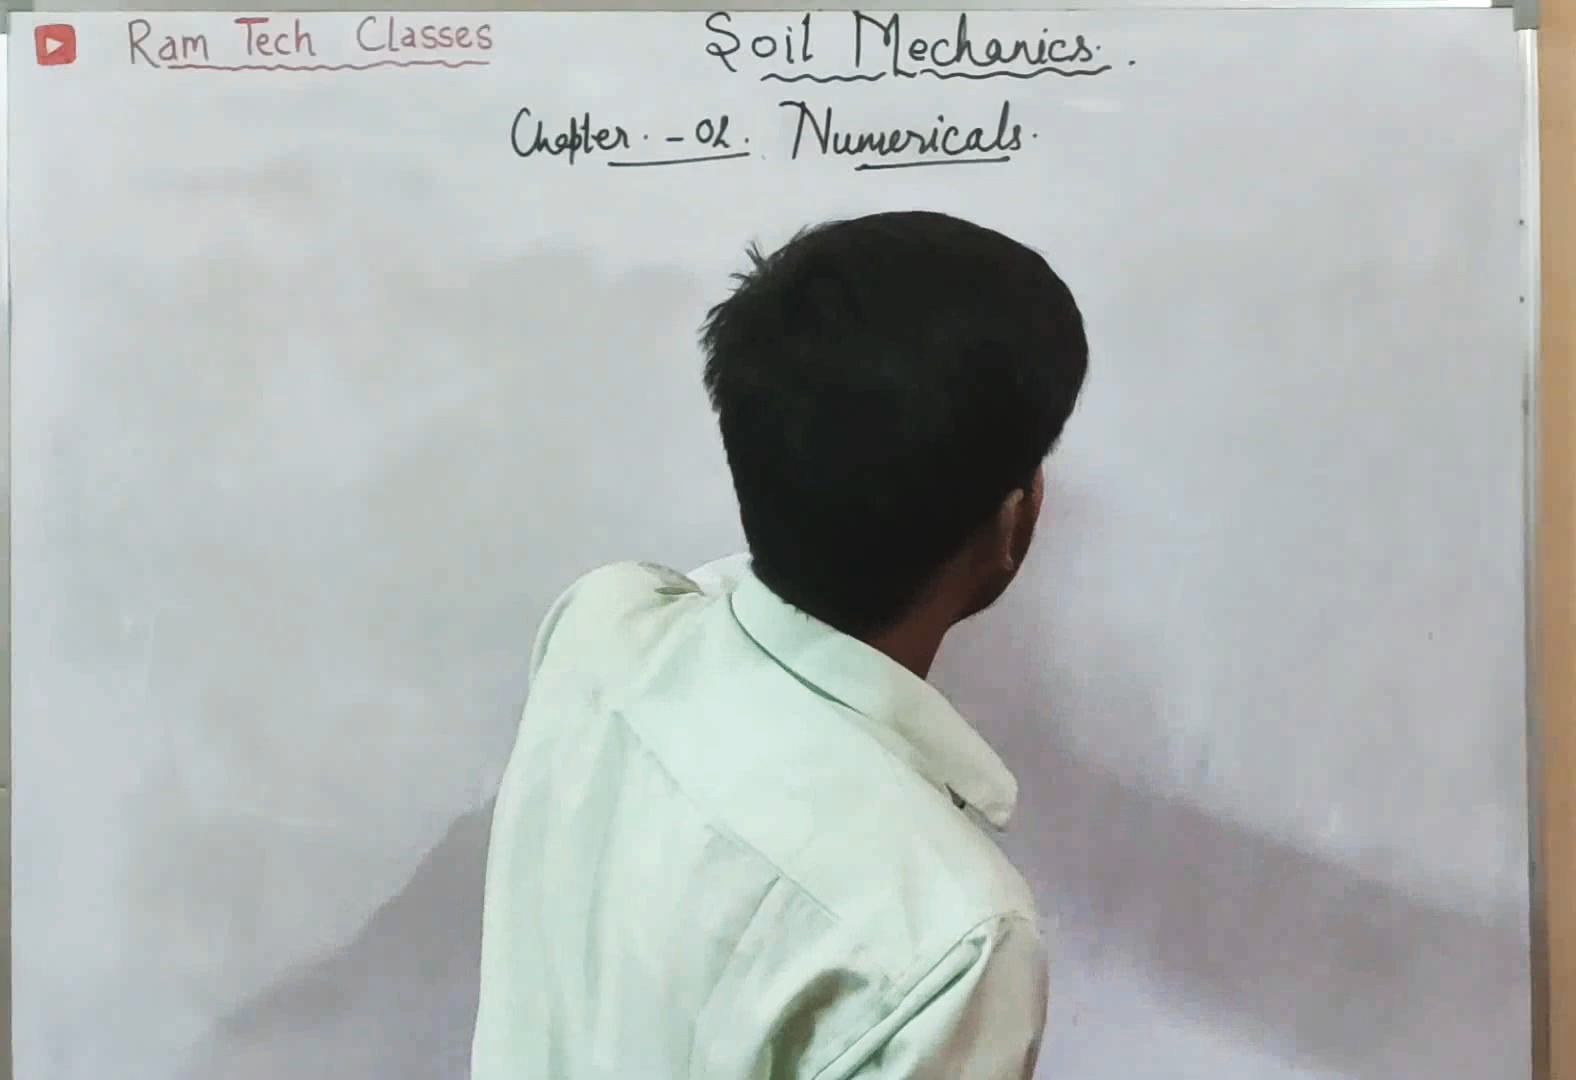 Ram Tech Classes
Soil Mechanics.
Chapter. - 02. Numericals.